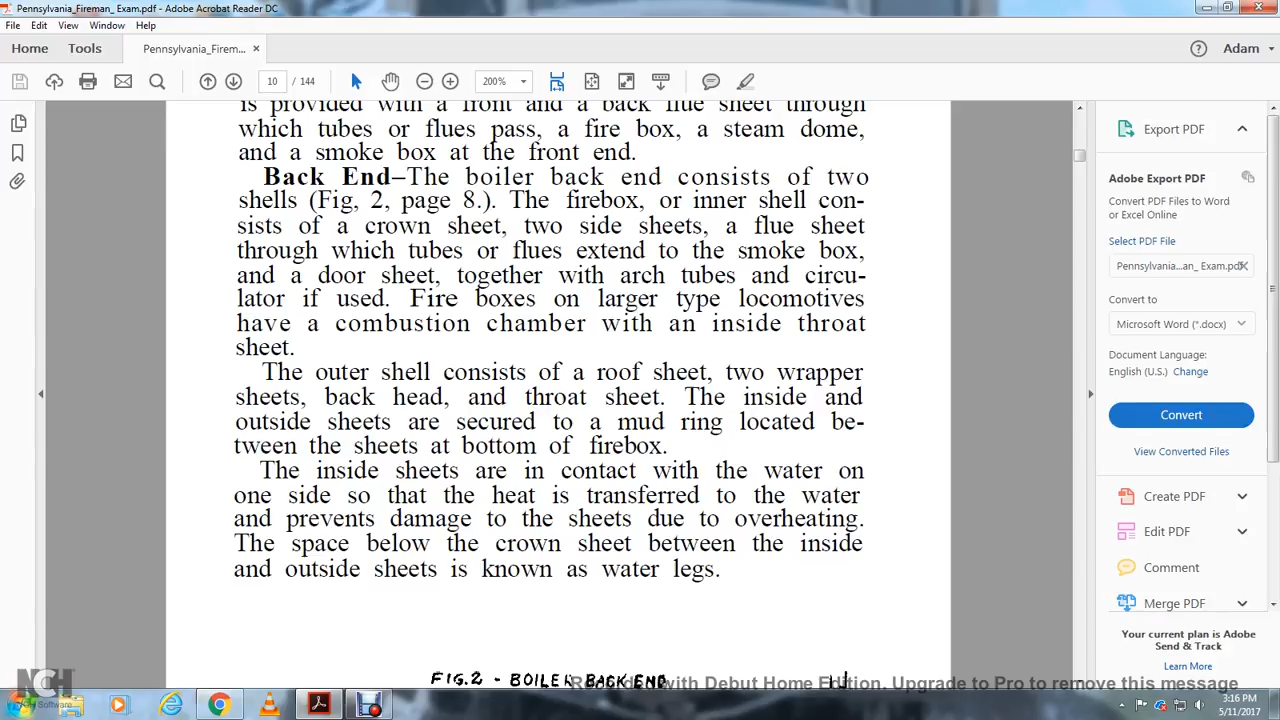 Pennsylvania_Fireman_ Exam.pdf - Adobe Acrobat Reader DC
File Edit View Window Help
Home Tools Pennsylvania_Firem... × Adam
10 / 144 200%
is provided with a front and a back flue sheet through
which tubes or flues pass, a fire box, a steam dome,
and a smoke box at the front end.
Back End–The boiler back end consists of two
shells (Fig, 2, page 8.). The firebox, or inner shell con-
sists of a crown sheet, two side sheets, a flue sheet
through which tubes or flues extend to the smoke box,
and a door sheet, together with arch tubes and circu-
lator if used. Fire boxes on larger type locomotives
have a combustion chamber with an inside throat
sheet.
The outer shell consists of a roof sheet, two wrapper
sheets, back head, and throat sheet. The inside and
outside sheets are secured to a mud ring located be-
tween the sheets at bottom of firebox.
The inside sheets are in contact with the water on
one side so that the heat is transferred to the water
and prevents damage to the sheets due to overheating.
The space below the crown sheet between the inside
and outside sheets is known as water legs.
FIG.2 - BOILER BACK END
Export PDF
Adobe Export PDF
Convert PDF Files to Word
or Excel Online
Select PDF File
Pennsylvania...an_ Exam.pdf
Convert to
Microsoft Word (*.docx)
Document Language:
English (U.S.) Change
Convert
View Converted Files
Create PDF
Edit PDF
Comment
Merge PDF
Your current plan is Adobe
Send & Track
Learn More
NCH
Software
with Debut Home Edition. Upgrade to Pro to remove this message
3:16 PM
5/11/2017